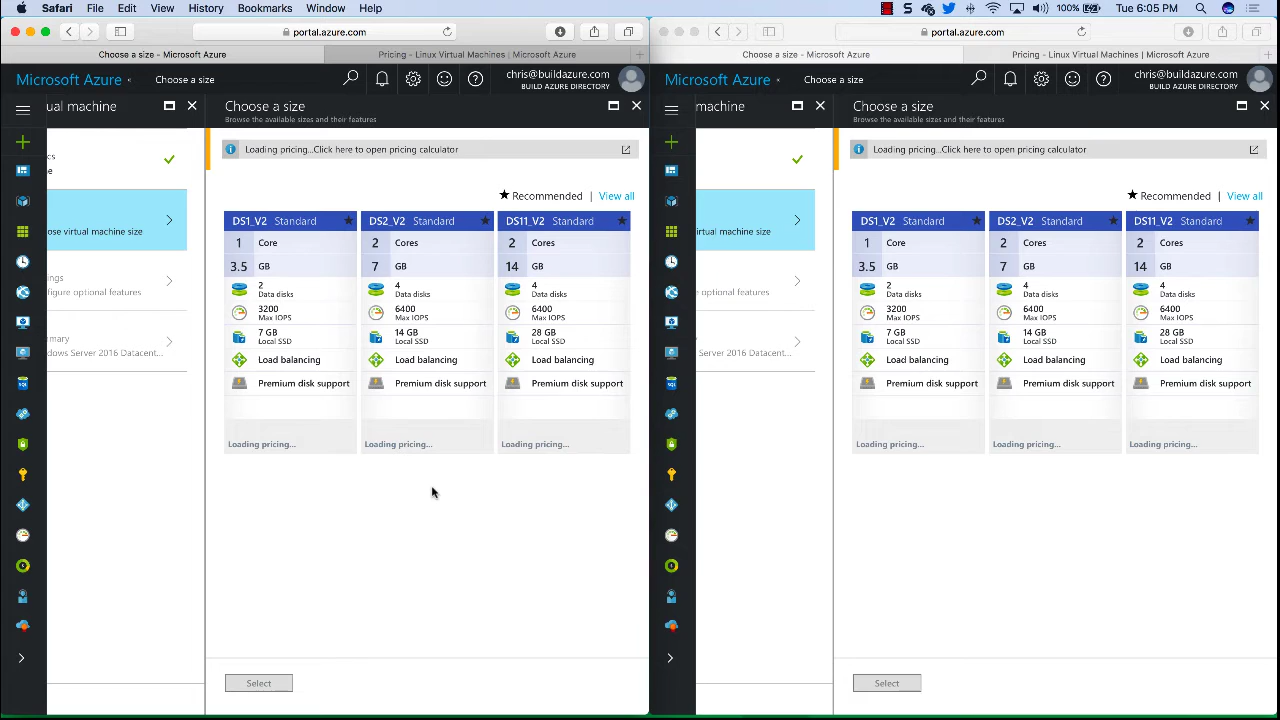 Safari File Edit View History Bookmarks Window Help 100% Tue 6:05 PM
portal.azure.com
Choose a size - Microsoft Azure Pricing - Linux Virtual Machines | Microsoft Azure
Microsoft Azure Choose a size chris@buildazure.com
BUILD AZURE DIRECTORY
ual machine
Choose a size
Browse the available sizes and their features
cs
ne
ose virtual machine size
ngs
figure optional features
mary
dows Server 2016 Datacent...
Loading pricing...Click here to open pricing calculator
Recommended | View all
DS1_V2 Standard DS2_V2 Standard DS11_V2 Standard
1 Core 2 Cores 2 Cores
3.5 GB 7 GB 14 GB
2 4 4
Data disks Data disks Data disks
3200 6400 6400
Max IOPS Max IOPS Max IOPS
7 GB 14 GB 28 GB
Local SSD Local SSD Local SSD
Load balancing Load balancing Load balancing
Premium disk support Premium disk support Premium disk support
Loading pricing... Loading pricing... Loading pricing...
Select
portal.azure.com
Choose a size - Microsoft Azure Pricing - Linux Virtual Machines | Microsoft Azure
Microsoft Azure Choose a size chris@buildazure.com
BUILD AZURE DIRECTORY
machine
Choose a size
Browse the available sizes and their features
virtual machine size
e optional features
s Server 2016 Datacent...
Loading pricing...Click here to open pricing calculator
Recommended | View all
DS1_V2 Standard DS2_V2 Standard DS11_V2 Standard
1 Core 2 Cores 2 Cores
3.5 GB 7 GB 14 GB
2 4 4
Data disks Data disks Data disks
3200 6400 6400
Max IOPS Max IOPS Max IOPS
7 GB 14 GB 28 GB
Local SSD Local SSD Local SSD
Load balancing Load balancing Load balancing
Premium disk support Premium disk support Premium disk support
Loading pricing... Loading pricing... Loading pricing...
Select